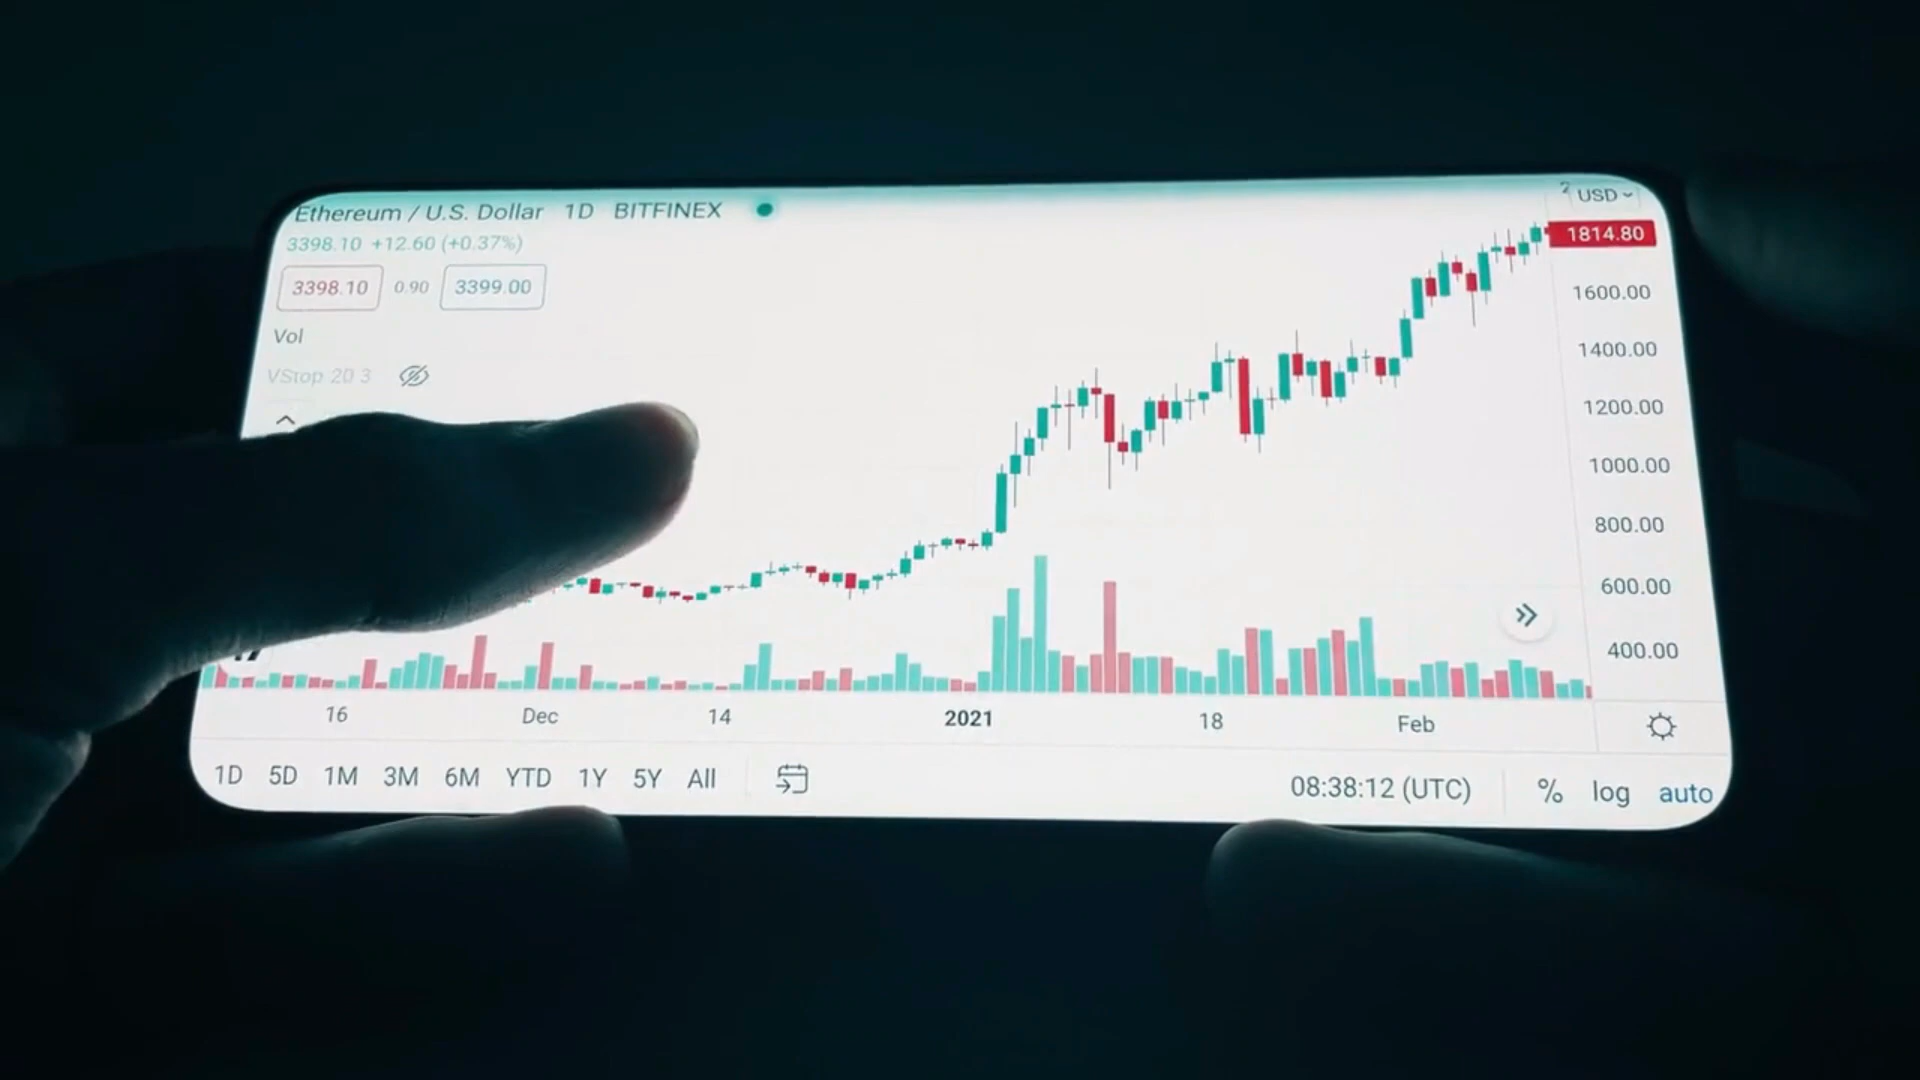 Ethereum / U.S. Dollar 1D BITFINEX
USD
3398.10 +12.60 (+0.37%)
1814.80
3398.10 0.90 3399.00
1600.00
Vol
1400.00
VStop 20 3
1200.00
1000.00
800.00
600.00
400.00
16 Dec 14 2021 18 Feb
1D 5D 1M 3M 6M YTD 1Y 5Y All 08:38:12 (UTC) % log auto